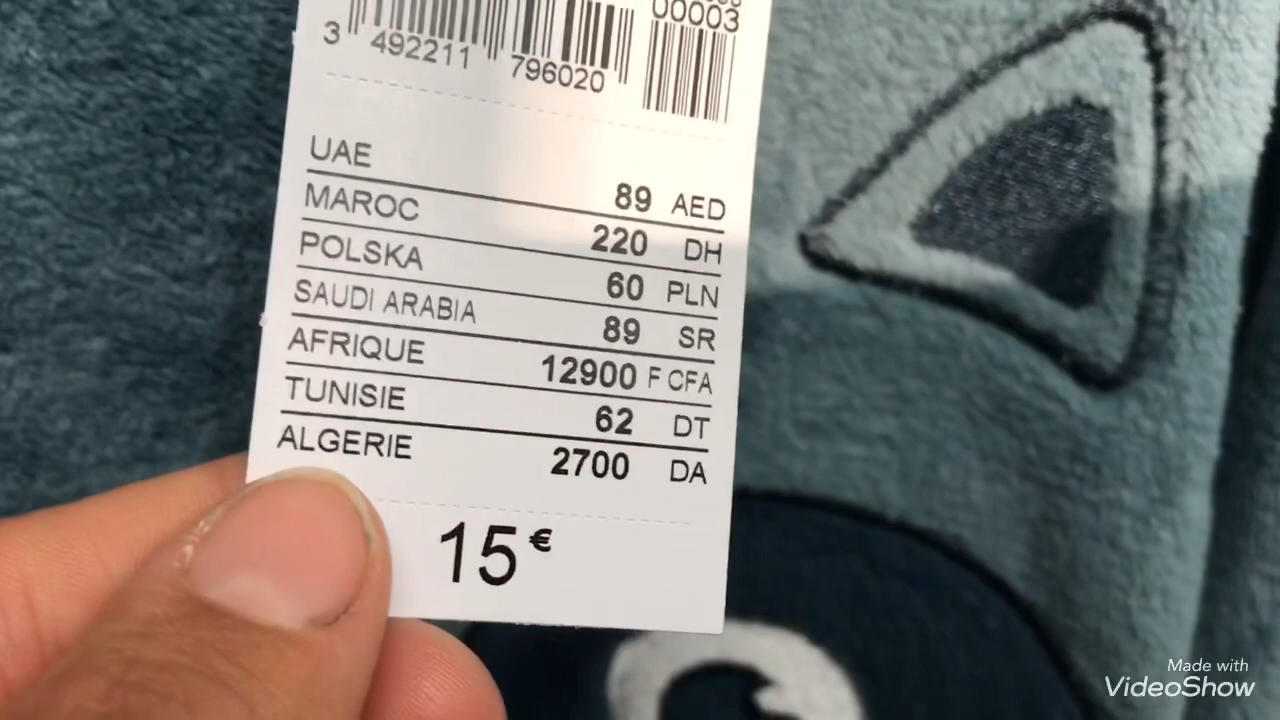 00003
3 492211 796020
UAE 89 AED
MAROC 220 DH
POLSKA 60 PLN
SAUDI ARABIA 89 SR
AFRIQUE 12900 F CFA
TUNISIE 62 DT
ALGERIE 2700 DA
15 €
Made with
VideoShow